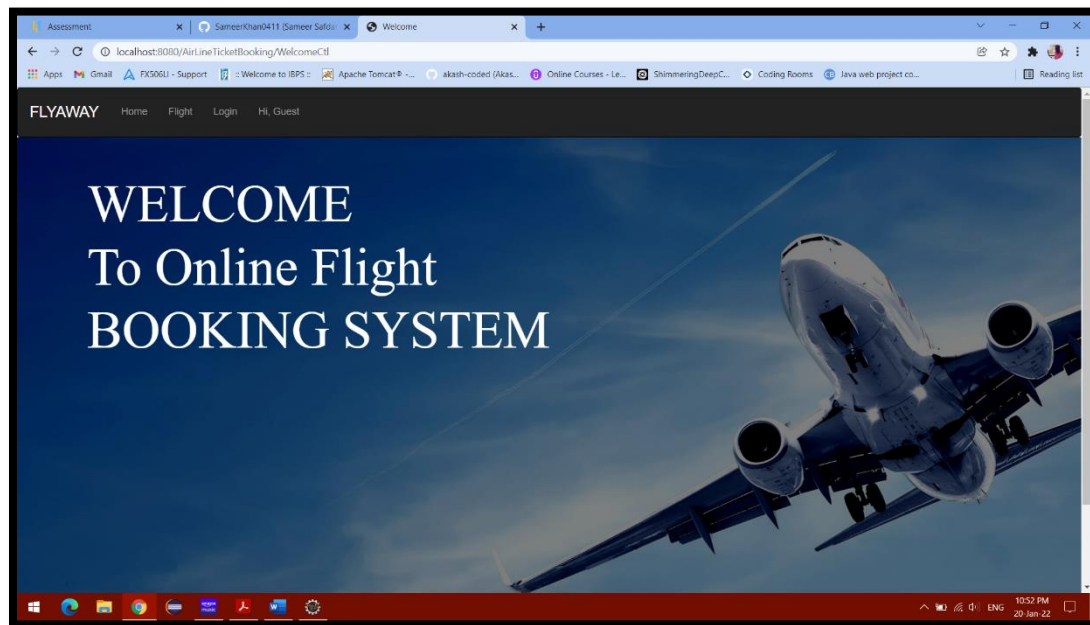 Assessment
SameerKhan0411 (Sameer Safda
Welcome
localhost:8080/AirLineTicketBooking/WelcomeCtl
Apps
Gmail
FX506LI - Support
:: Welcome to IBPS ::
Apache Tomcat® -...
akash-coded (Akas...
Online Courses - Le...
ShimmeringDeepC...
Coding Rooms
Java web project co...
Reading list
FLYAWAY Home Flight Login Hi, Guest
WELCOME
To Online Flight
BOOKING SYSTEM
ENG
10:52 PM
20-Jan-22